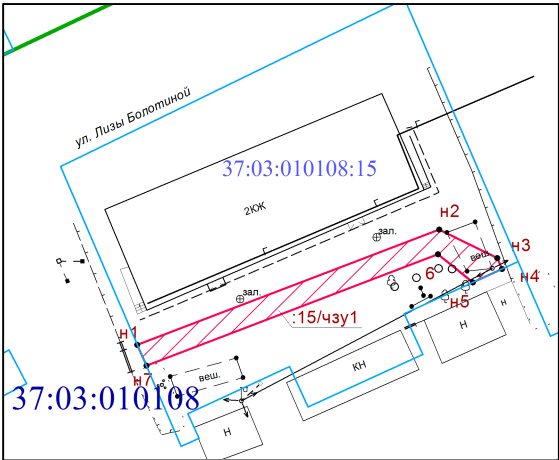 ул. Лизы Болотиной
37:03:010108:15
2КЖ
н2
зал.
н3
веш.
н4
6
н5
зал.
:15/чзу1
н1
н
Н
н7
веш.
КН
37:03:010108
Н